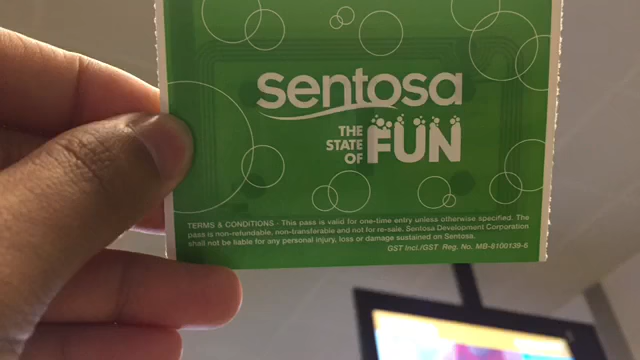 sentosa
THE
STATE
OF
FUN
TERMS & CONDITIONS - This pass is valid for one-time entry unless otherwise specified. The
pass is non-refundable, non-transferable and not for re-sale. Sentosa Development Corporation
shall not be liable for any personal injury, loss or damage sustained on Sentosa.
GST Incl./GST Reg. No. MB-8100139-6